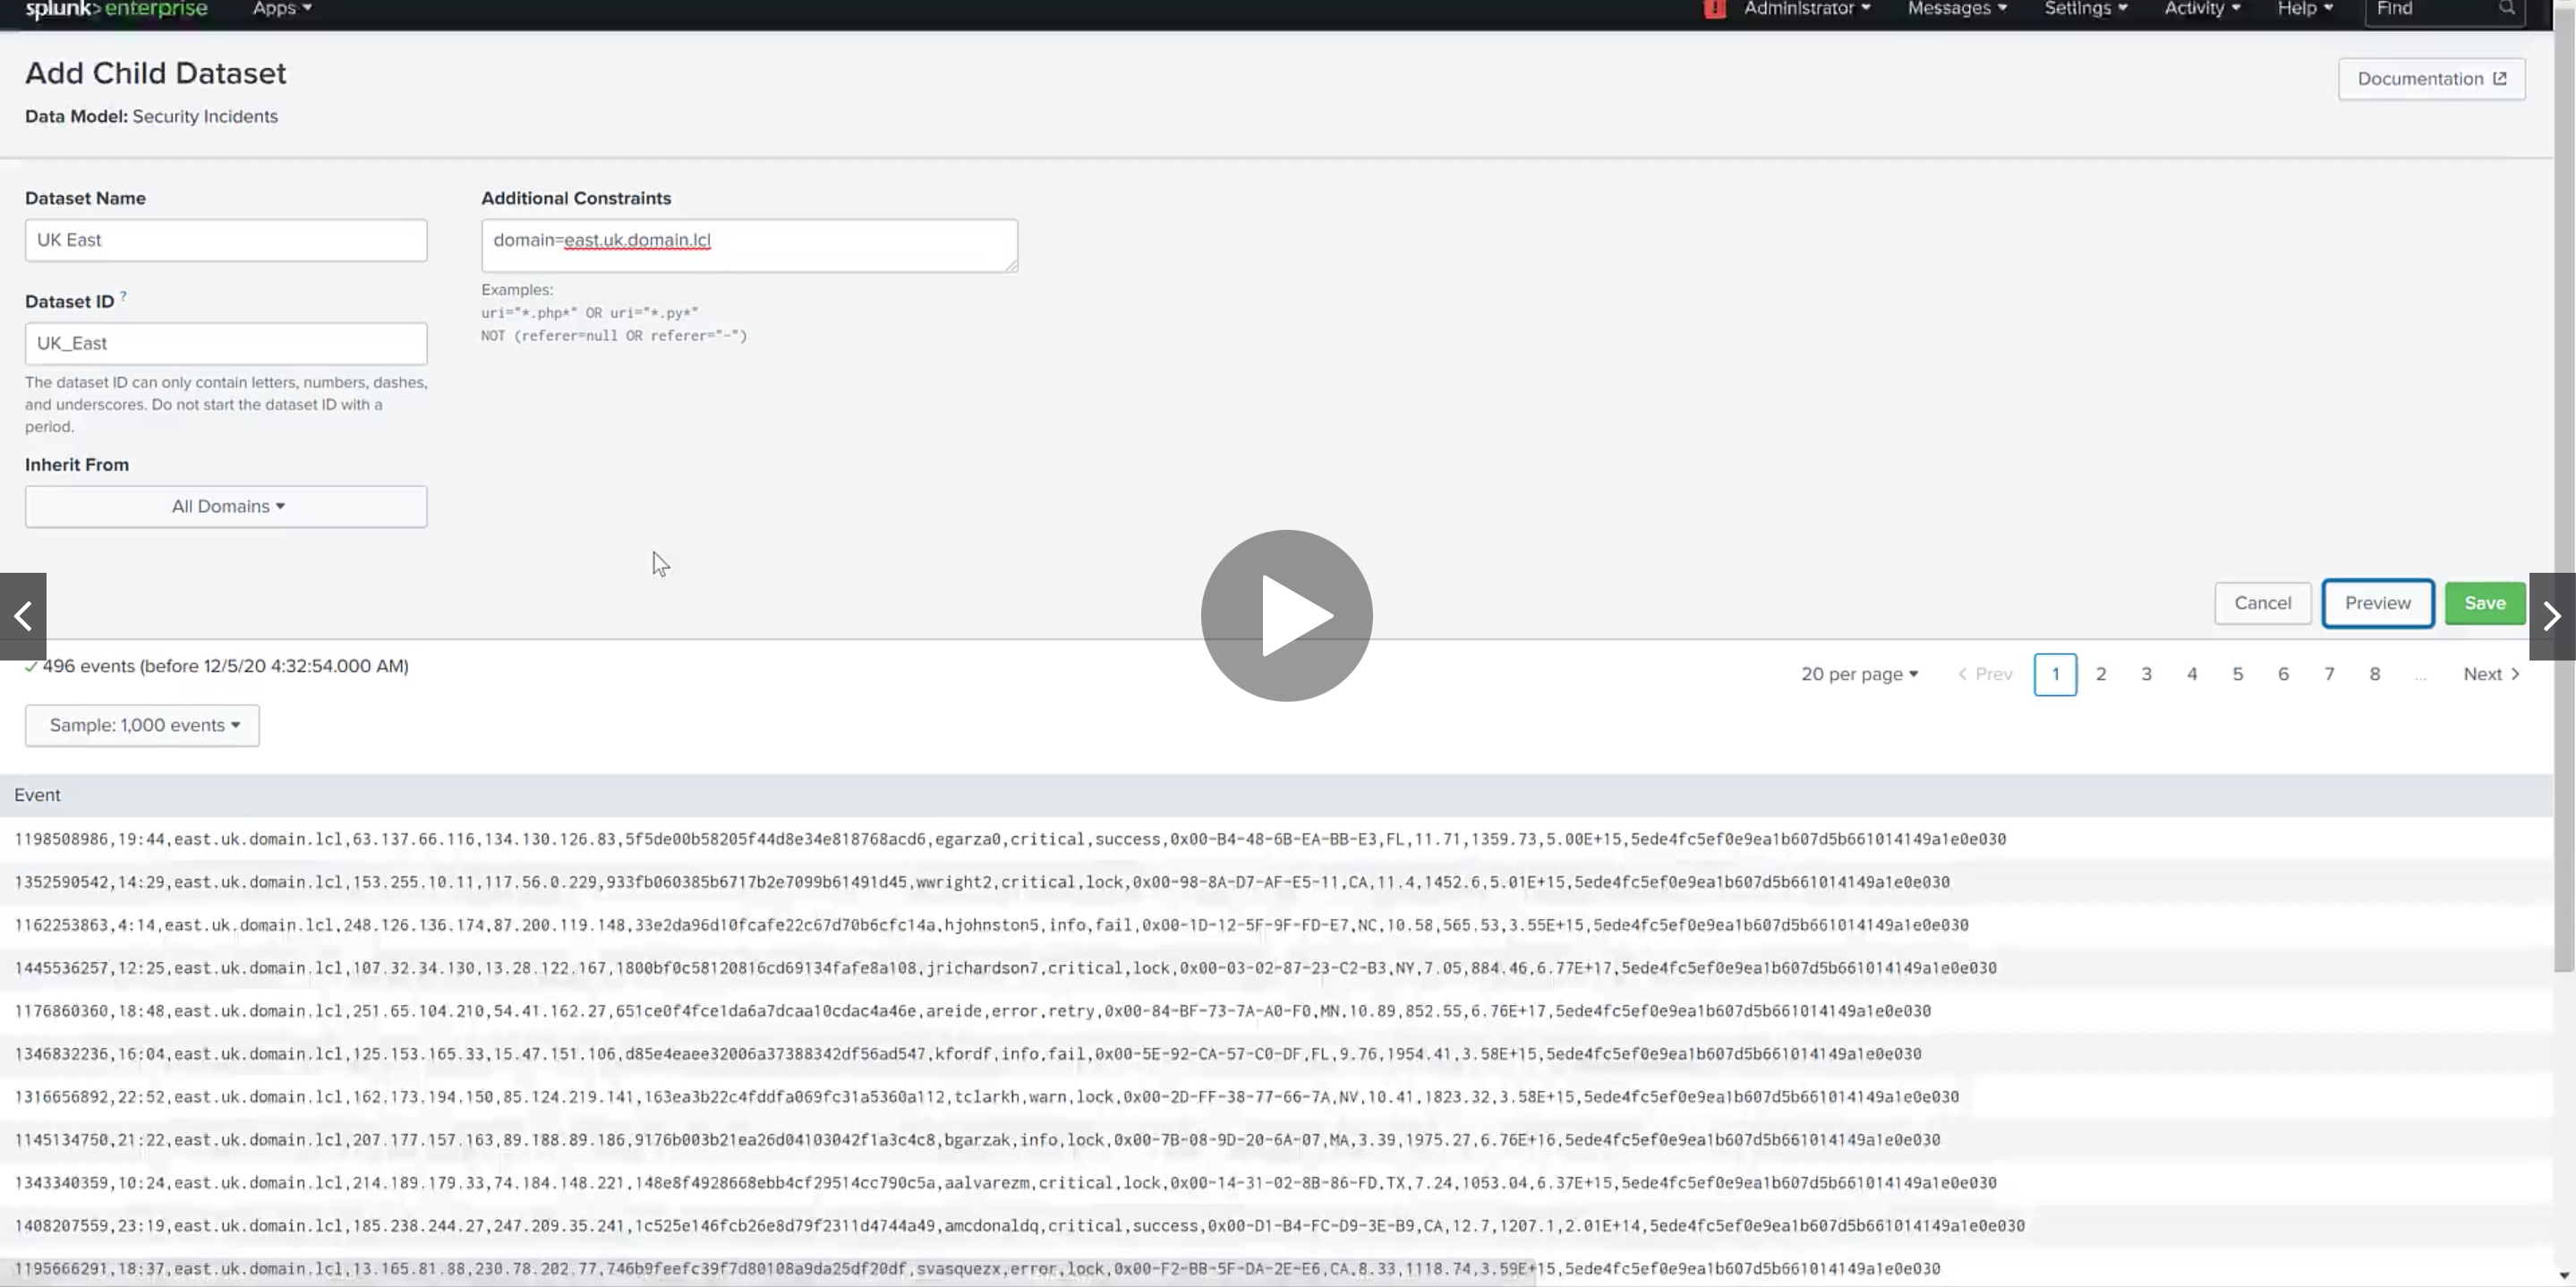 splunk>enterprise Apps Administrator Messages Settings Activity Help Find
Add Child Dataset
Documentation
Data Model: Security Incidents
Dataset Name
UK East
Additional Constraints
domain=east.uk.domain.lcl
Examples:
uri="*.php*" OR uri="*.py*"
NOT (referer=null OR referer="-")
Dataset ID ?
UK_East
The dataset ID can only contain letters, numbers, dashes,
and underscores. Do not start the dataset ID with a
period.
Inherit From
All Domains
Cancel Preview Save
496 events (before 12/5/20 4:32:54.000 AM)
20 per page < Prev 1 2 3 4 5 6 7 8 ... Next >
Sample: 1,000 events
Event
1198508986,19:44,east.uk.domain.lcl,63.137.66.116,134.130.126.83,5f5de00b58205f44d8e34e818768acd6,egarza0,critical,success,0x00-B4-48-6B-EA-BB-E3,FL,11.71,1359.73,5.00E+15,5ede4fc5ef0e9ea1b607d5b661014149a1e0e030
1352590542,14:29,east.uk.domain.lcl,153.255.10.11,117.56.0.229,933fb060385b6717b2e7099b61491d45,wwright2,critical,lock,0x00-98-8A-D7-AF-E5-11,CA,11.4,1452.6,5.01E+15,5ede4fc5ef0e9ea1b607d5b661014149a1e0e030
1162253863,4:14,east.uk.domain.lcl,248.126.136.174,87.200.119.148,33e2da96d10fcafe22c67d70b6cfc14a,hjohnston5,info,fail,0x00-1D-12-5F-9F-FD-E7,NC,10.58,565.53,3.55E+15,5ede4fc5ef0e9ea1b607d5b661014149a1e0e030
1445536257,12:25,east.uk.domain.lcl,107.32.34.130,13.28.122.167,1800bf0c58120816cd69134fafe8a108,jrichardson7,critical,lock,0x00-03-02-87-23-C2-B3,NY,7.05,884.46,6.77E+17,5ede4fc5ef0e9ea1b607d5b661014149a1e0e030
1176860360,18:48,east.uk.domain.lcl,251.65.104.210,54.41.162.27,651ce0f4fce1da6a7dcaa10cdac4a46e,areide,error,retry,0x00-84-BF-73-7A-A0-F0,MN,10.89,852.55,6.76E+17,5ede4fc5ef0e9ea1b607d5b661014149a1e0e030
1346832236,16:04,east.uk.domain.lcl,125.153.165.33,15.47.151.106,d85e4eaee32006a37388342df56ad547,kfordf,info,fail,0x00-5E-92-CA-57-C0-DF,FL,9.76,1954.41,3.58E+15,5ede4fc5ef0e9ea1b607d5b661014149a1e0e030
1316656892,22:52,east.uk.domain.lcl,162.173.194.150,85.124.219.141,163ea3b22c4fddfa069fc31a5360a112,tclarkh,warn,lock,0x00-2D-FF-38-77-66-7A,NV,10.41,1823.32,3.58E+15,5ede4fc5ef0e9ea1b607d5b661014149a1e0e030
1145134750,21:22,east.uk.domain.lcl,207.177.157.163,89.188.89.186,9176b003b21ea26d04103042f1a3c4c8,bgarzak,info,lock,0x00-7B-08-9D-20-6A-07,MA,3.39,1975.27,6.76E+16,5ede4fc5ef0e9ea1b607d5b661014149a1e0e030
1343340359,10:24,east.uk.domain.lcl,214.189.179.33,74.184.148.221,148e8f4928668ebb4cf29514cc790c5a,aalvarezm,critical,lock,0x00-14-31-02-8B-86-FD,TX,7.24,1053.04,6.37E+15,5ede4fc5ef0e9ea1b607d5b661014149a1e0e030
1408207559,23:19,east.uk.domain.lcl,185.238.244.27,247.209.35.241,1c525e146fcb26e8d79f2311d4744a49,amcdonaldq,critical,success,0x00-D1-B4-FC-D9-3E-B9,CA,12.7,1207.1,2.01E+14,5ede4fc5ef0e9ea1b607d5b661014149a1e0e030
1195666291,18:37,east.uk.domain.lcl,13.165.81.88,230.78.202.77,746b9feefc39f7d80108a9da25df20df,svasquezx,error,lock,0x00-F2-BB-5F-DA-2E-E6,CA,8.33,1118.74,3.59E+15,5ede4fc5ef0e9ea1b607d5b661014149a1e0e030